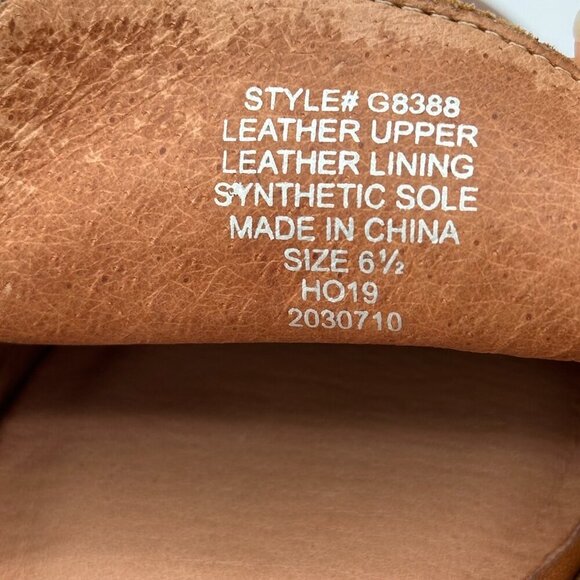 STYLE# G8388
LEATHER UPPER
LEATHER LINING
SYNTHETIC SOLE
MADE IN CHINA
SIZE 6½
HO19
2030710